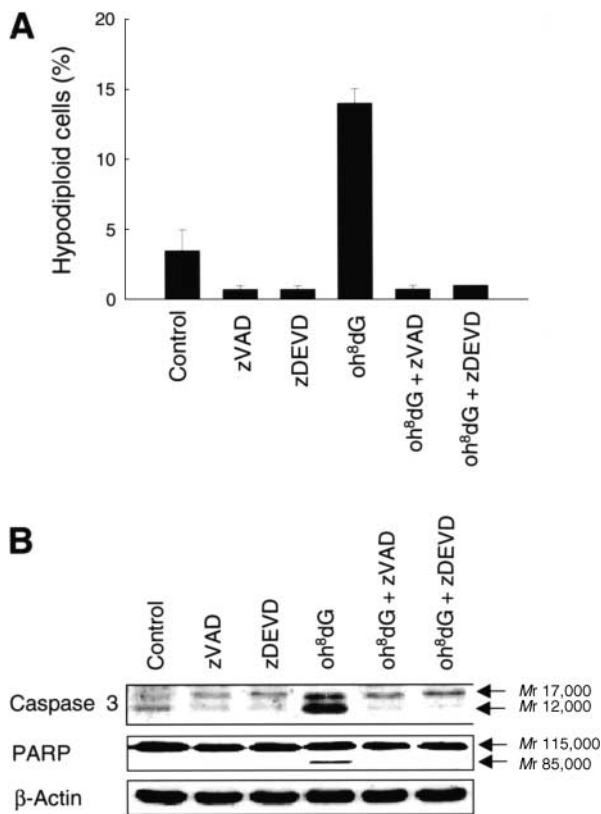 A
Hypodiploid cells (%)
20
15
10
5
0
Control
zVAD
zDEVD
oh⁸dG
oh⁸dG + zVAD
oh⁸dG + zDEVD
B
Control
zVAD
zDEVD
oh⁸dG
oh⁸dG + zVAD
oh⁸dG + zDEVD
Caspase 3
Mr 17,000
Mr 12,000
PARP
Mr 115,000
Mr 85,000
β-Actin